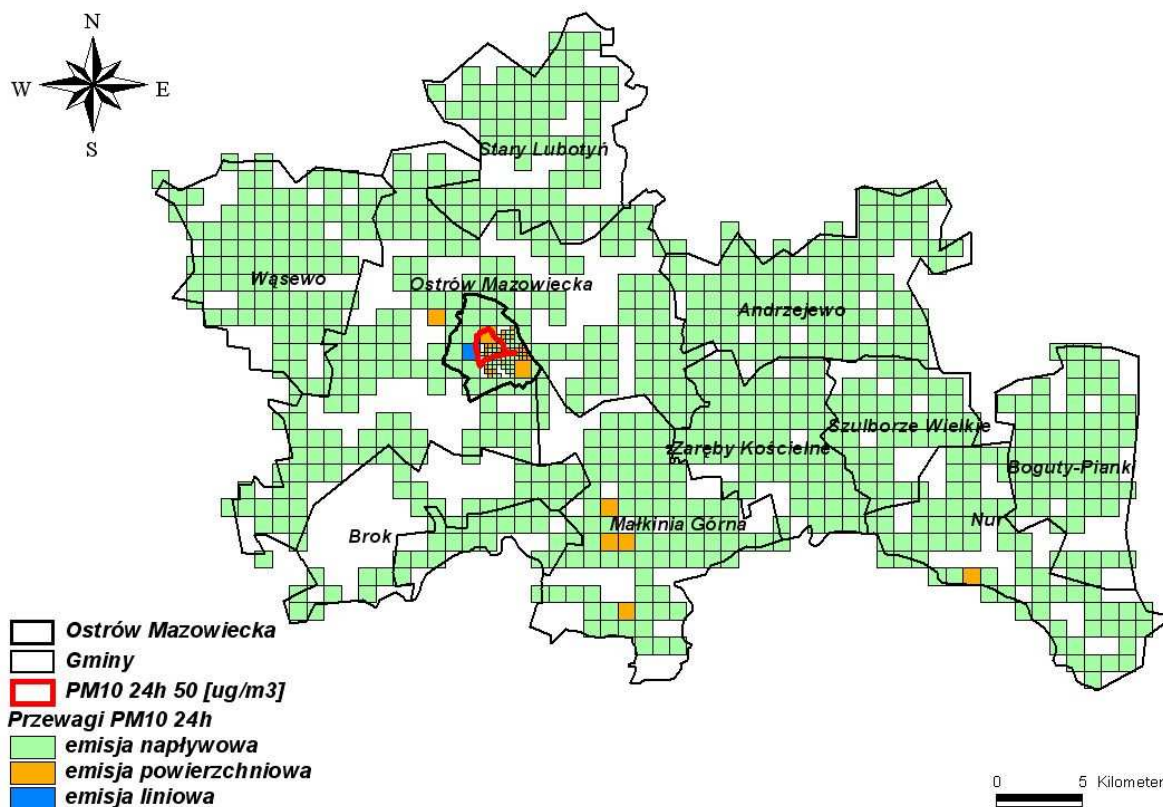 N
W E
S
Stary Lubotyń
Wąsewo
Ostrów Mazowiecka
Andrzejewo
Szulborze Wielkie
Zaręby Kościelne
Boguty-Pianki
Małkinia Górna
Nur
Brok
Ostrów Mazowiecka
Gminy
PM10 24h 50 [ug/m3]
Przewagi PM10 24h
emisja napływowa
emisja powierzchniowa
emisja liniowa
0 5 Kilometer